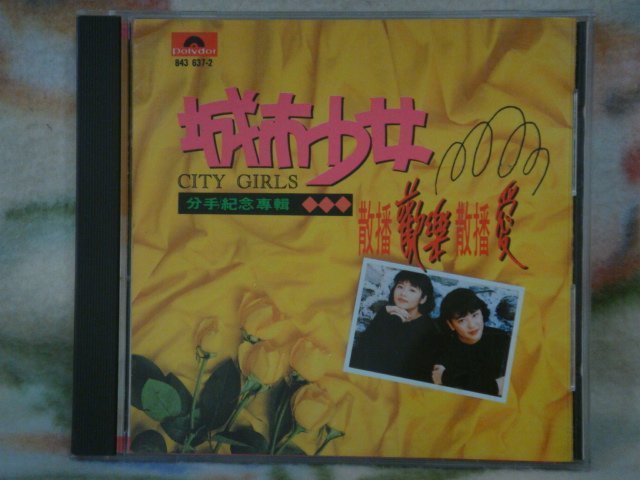 Polydor
843 637-2
城市少女
CITY GIRLS
分手紀念專輯
散播歡樂散播愛